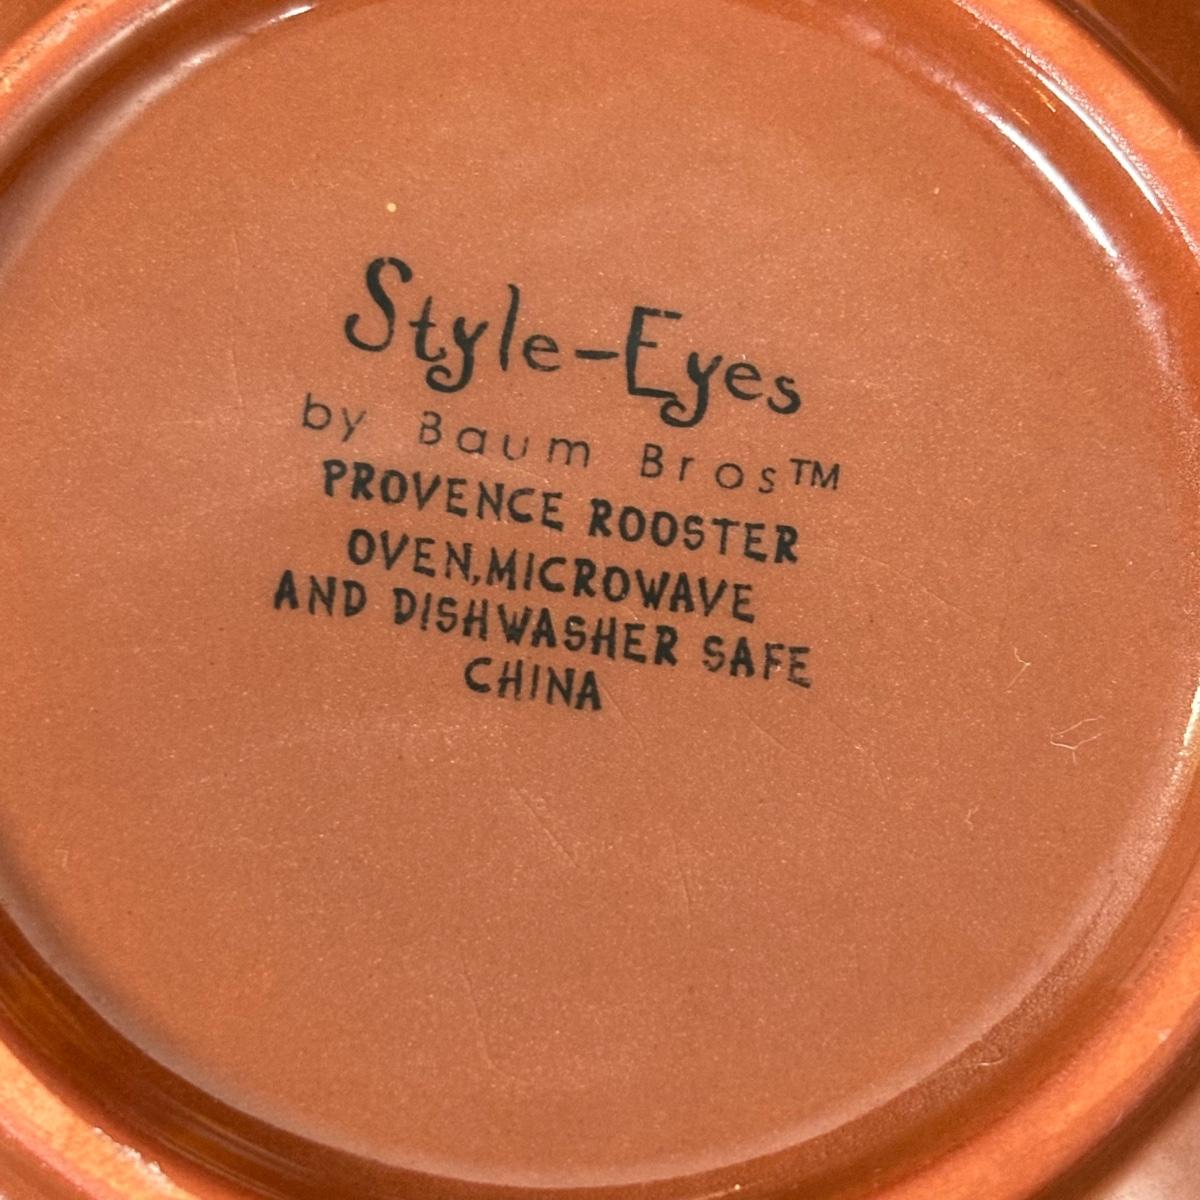 Style-Eyes
by Baum Bros™
PROVENCE ROOSTER
OVEN,MICROWAVE
AND DISHWASHER SAFE
CHINA